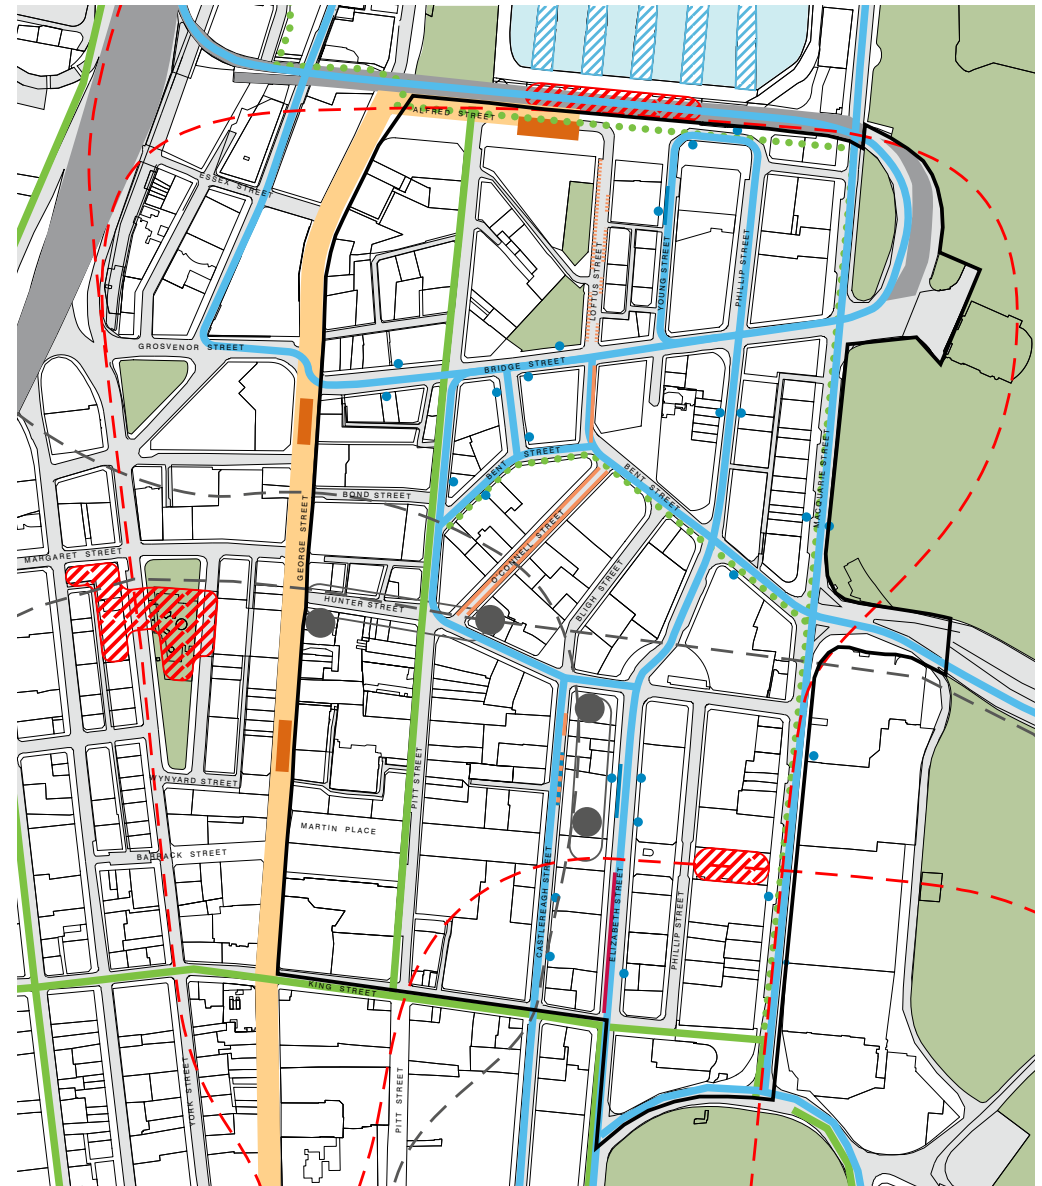 ALFRED STREET
ESSEX STREET
LOFTUS STREET
YOUNG STREET
PHILLIP STREET
GROSVENOR STREET
BRIDGE STREET
BENT STREET
BENT STREET
MACQUARIE STREET
BOND STREET
GEORGE STREET
O'CONNELL STREET
MARGARET STREET
BLIGH STREET
HUNTER STREET
PITT STREET
WYNYARD STREET
MARTIN PLACE
BARRACK STREET
CASTLEREAGH STREET
ELIZABETH STREET
PHILLIP STREET
KING STREET
YORK STREET
PITT STREET